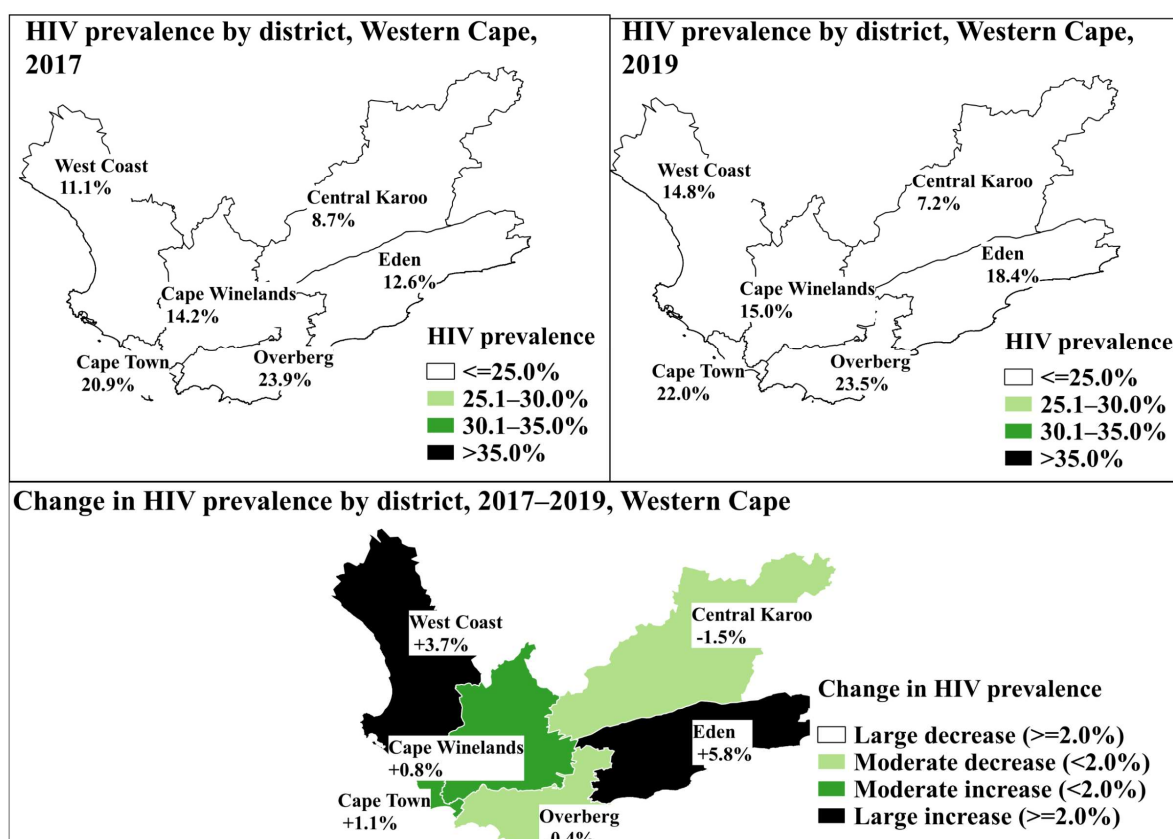 HIV prevalence by district, Western Cape,
2017
West Coast
11.1%
Central Karoo
8.7%
Eden
12.6%
Cape Winelands
14.2%
Cape Town
20.9%
Overberg
23.9%
HIV prevalence
<=25.0%
25.1–30.0%
30.1–35.0%
>35.0%
HIV prevalence by district, Western Cape,
2019
West Coast
14.8%
Central Karoo
7.2%
Eden
18.4%
Cape Winelands
15.0%
Cape Town
22.0%
Overberg
23.5%
HIV prevalence
<=25.0%
25.1–30.0%
30.1–35.0%
>35.0%
Change in HIV prevalence by district, 2017–2019, Western Cape
West Coast
+3.7%
Central Karoo
-1.5%
Eden
+5.8%
Cape Winelands
+0.8%
Cape Town
+1.1%
Overberg
0.4%
Change in HIV prevalence
Large decrease (>=2.0%)
Moderate decrease (<2.0%)
Moderate increase (<2.0%)
Large increase (>=2.0%)